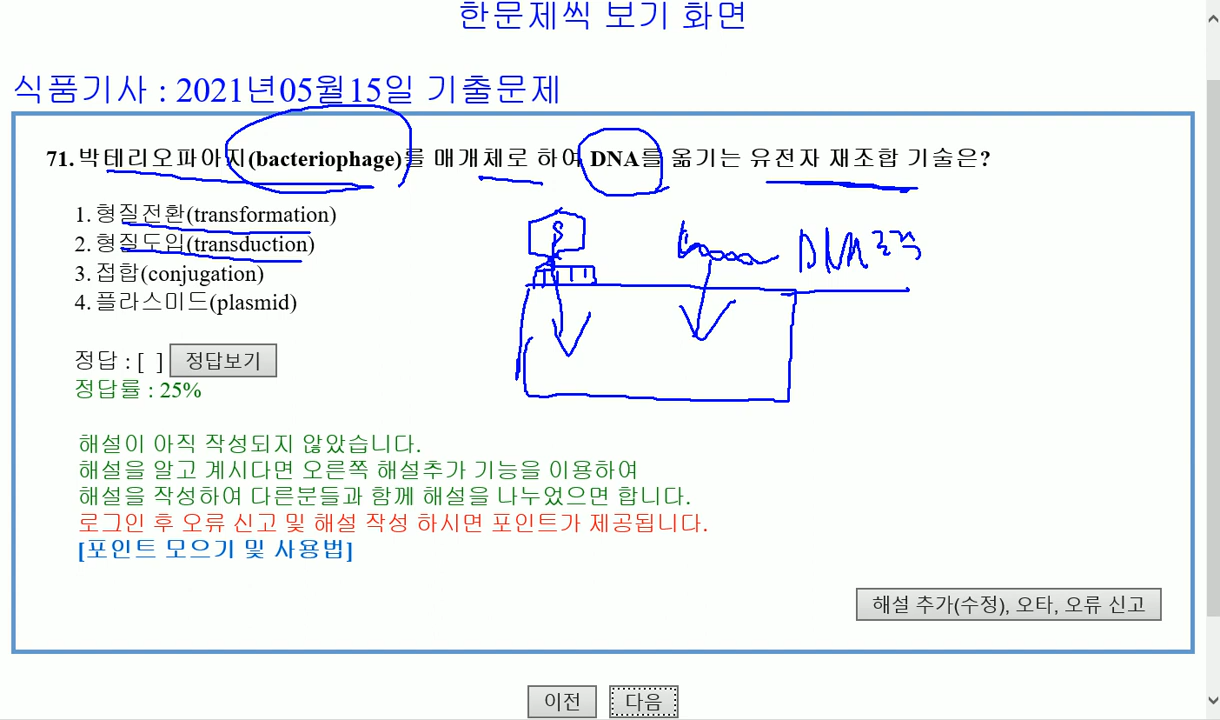 한문제씩 보기 화면
식품기사 : 2021년05월15일 기출문제
71. 박테리오파아지(bacteriophage)를 매개체로 하여 DNA를 옮기는 유전자 재조합 기술은?
1. 형질전환(transformation)
2. 형질도입(transduction)
3. 접합(conjugation)
4. 플라스미드(plasmid)
DNA 조각
정답 : [ ] 정답보기
정답률 : 25%
해설이 아직 작성되지 않았습니다.
해설을 알고 계시다면 오른쪽 해설추가 기능을 이용하여
해설을 작성하여 다른분들과 함께 해설을 나누었으면 합니다.
로그인 후 오류 신고 및 해설 작성 하시면 포인트가 제공됩니다.
[포인트 모으기 및 사용법]
해설 추가(수정), 오타, 오류 신고
이전 다음